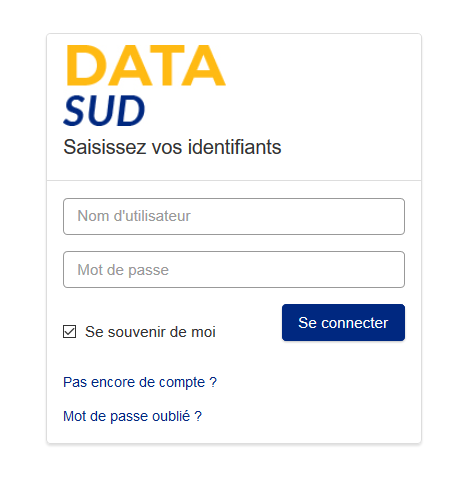 DATA
SUD
Saisissez vos identifiants
Nom d'utilisateur
Mot de passe
Se souvenir de moi
Se connecter
Pas encore de compte ?
Mot de passe oublié ?